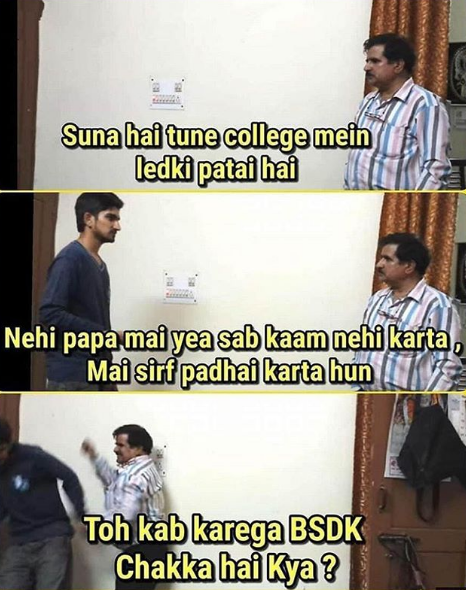 Suna hai tune college mein
ledki patai hai
Nehi papa mai yea sab kaam nehi karta ,
Mai sirf padhai karta hun
Toh kab karega BSDK
Chakka hai Kya ?